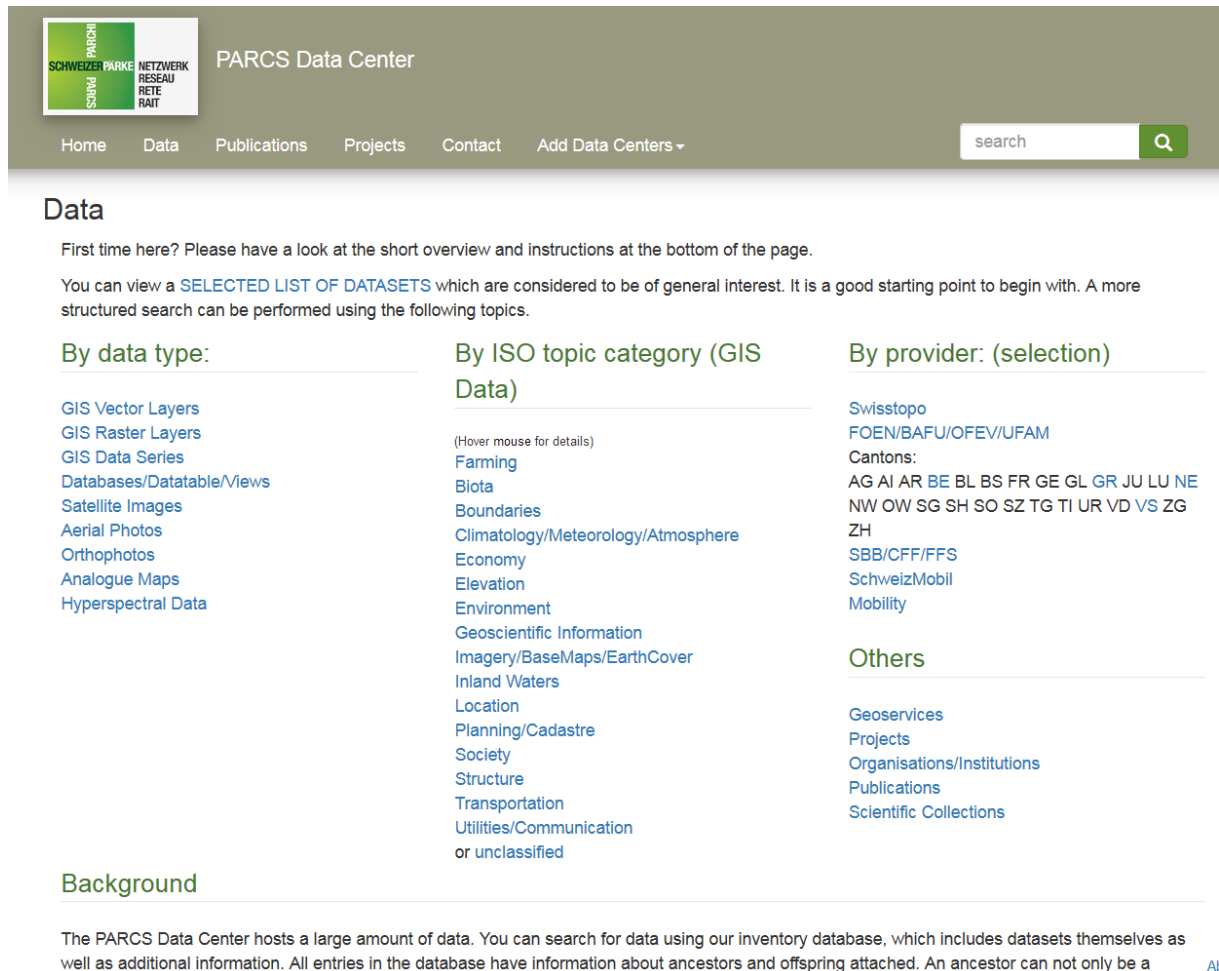 PARCHI
SCHWEIZER PÄRKE
PARCS
NETZWERK
RESEAU
RETE
RAIT
PARCS Data Center
Home Data Publications Projects Contact Add Data Centers
search
Data
First time here? Please have a look at the short overview and instructions at the bottom of the page.
You can view a SELECTED LIST OF DATASETS which are considered to be of general interest. It is a good starting point to begin with. A more
structured search can be performed using the following topics.
By data type:
GIS Vector Layers
GIS Raster Layers
GIS Data Series
Databases/Datatable/Views
Satellite Images
Aerial Photos
Orthophotos
Analogue Maps
Hyperspectral Data
By ISO topic category (GIS
Data)
(Hover mouse for details)
Farming
Biota
Boundaries
Climatology/Meteorology/Atmosphere
Economy
Elevation
Environment
Geoscientific Information
Imagery/BaseMaps/EarthCover
Inland Waters
Location
Planning/Cadastre
Society
Structure
Transportation
Utilities/Communication
or unclassified
By provider: (selection)
Swisstopo
FOEN/BAFU/OFEV/UFAM
Cantons:
AG AI AR BE BL BS FR GE GL GR JU LU NE
NW OW SG SH SO SZ TG TI UR VD VS ZG
ZH
SBB/CFF/FFS
SchweizMobil
Mobility
Others
Geoservices
Projects
Organisations/Institutions
Publications
Scientific Collections
Background
The PARCS Data Center hosts a large amount of data. You can search for data using our inventory database, which includes datasets themselves as
well as additional information. All entries in the database have information about ancestors and offspring attached. An ancestor can not only be a